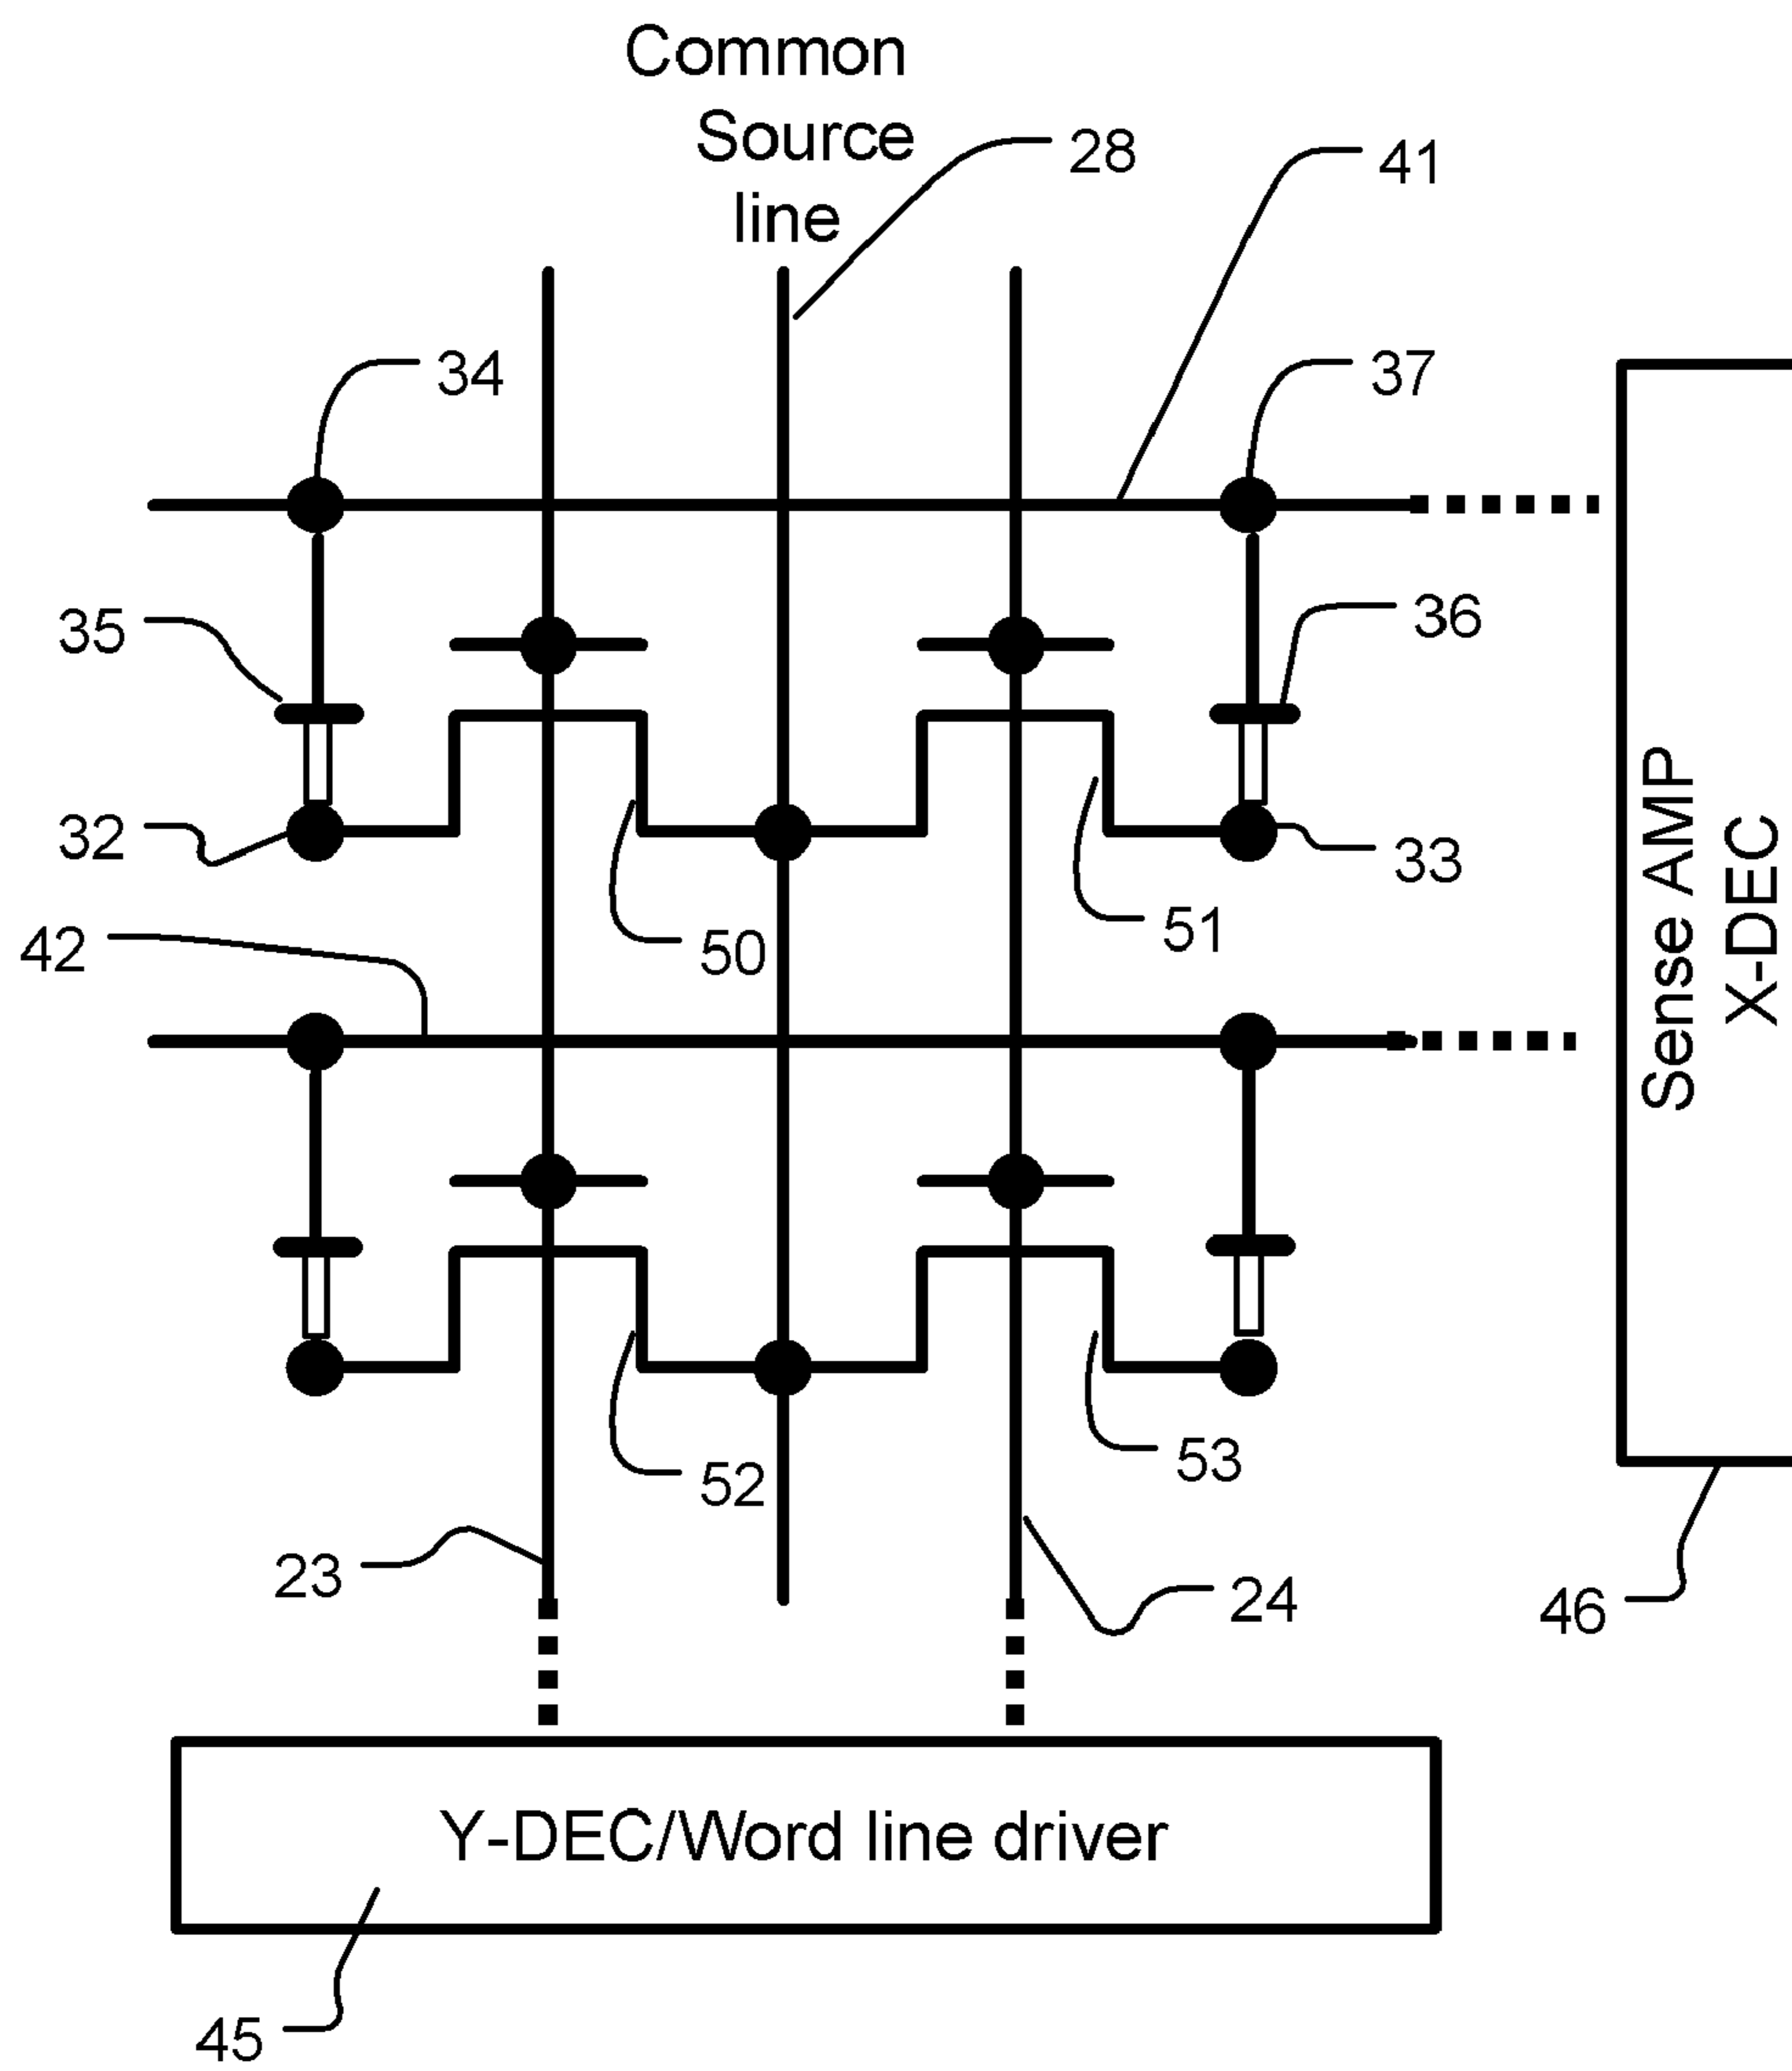 Common
Source
line
28
41
34
37
35
36
32
33
50
51
42
Sense AMP
X-DEC
52
53
23
24
46
Y-DEC/Word line driver
45